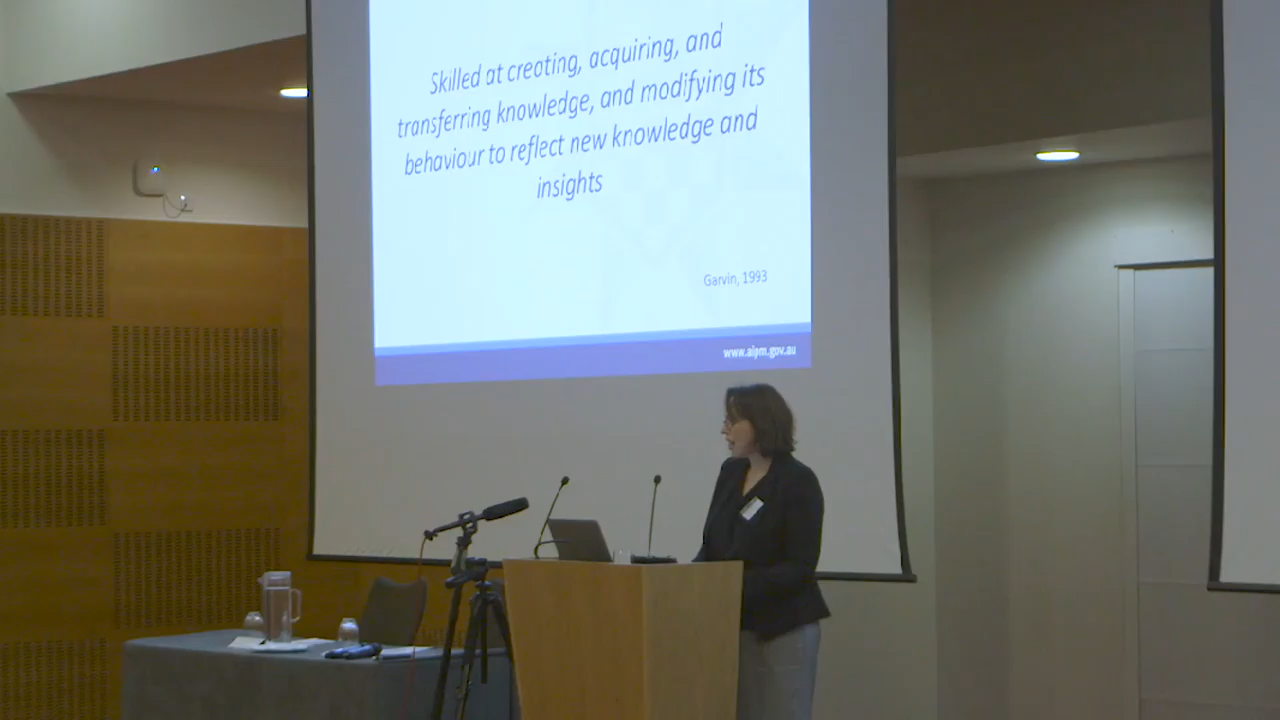 Skilled at creating, acquiring, and
transferring knowledge, and modifying its
behaviour to reflect new knowledge and
insights
Garvin, 1993
www.aipm.gov.au